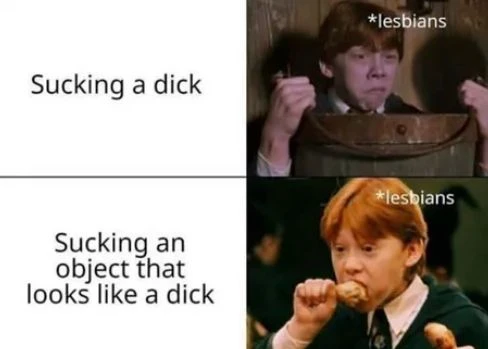 *lesbians
Sucking a dick
*lesbians
Sucking an
object that
looks like a dick